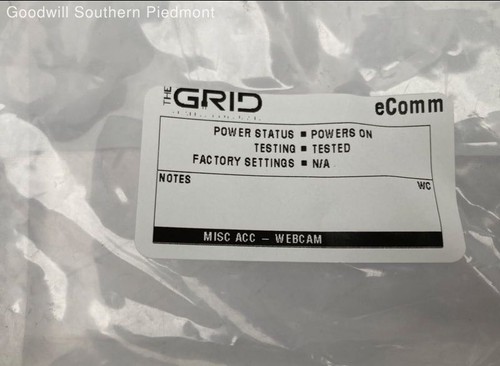 Goodwill Southern Piedmont
THE GRID
eComm
POWER STATUS ▪ POWERS ON
TESTING ▪ TESTED
FACTORY SETTINGS ▪ N/A
NOTES
WC
MISC ACC – WEBCAM